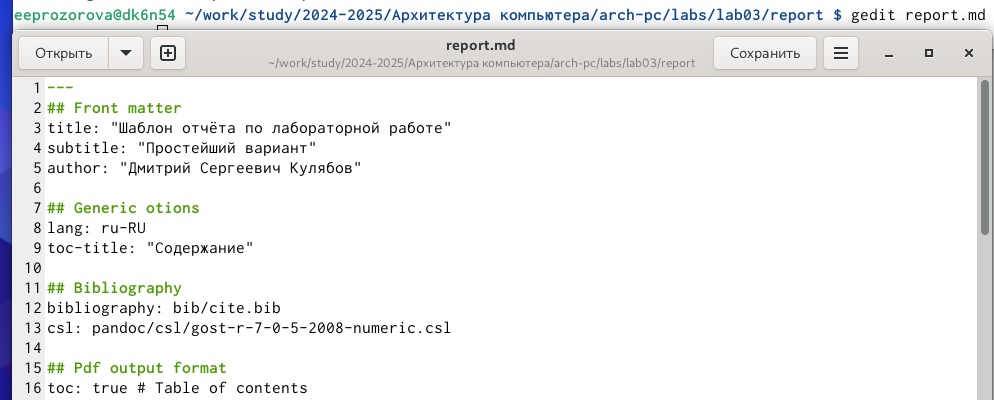 eeprozorova@dk6n54 ~/work/study/2024-2025/Архитектура компьютера/arch-pc/labs/lab03/report $ gedit report.md
Открыть
report.md
~/work/study/2024-2025/Архитектура компьютера/arch-pc/labs/lab03/report
Сохранить
1 ---
2 ## Front matter
3 title: "Шаблон отчёта по лабораторной работе"
4 subtitle: "Простейший вариант"
5 author: "Дмитрий Сергеевич Кулябов"
6
7 ## Generic otions
8 lang: ru-RU
9 toc-title: "Содержание"
10
11 ## Bibliography
12 bibliography: bib/cite.bib
13 csl: pandoc/csl/gost-r-7-0-5-2008-numeric.csl
14
15 ## Pdf output format
16 toc: true # Table of contents